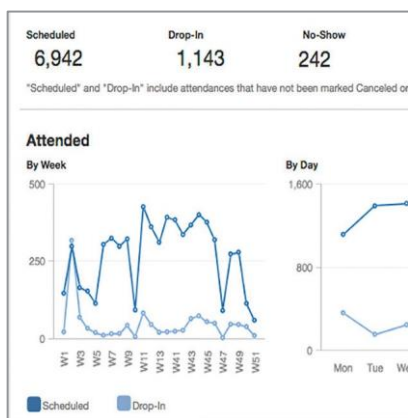 Scheduled Drop-In No-Show
6,942 1,143 242
"Scheduled" and "Drop-In" include attendances that have not been marked Canceled or
Attended
By Week By Day
500 1,600
250 800
0 0
W1 W3 W5 W7 W9 W11 W13 W41 W43 W45 W47 W49 W51
Mon Tue We
Scheduled Drop-In